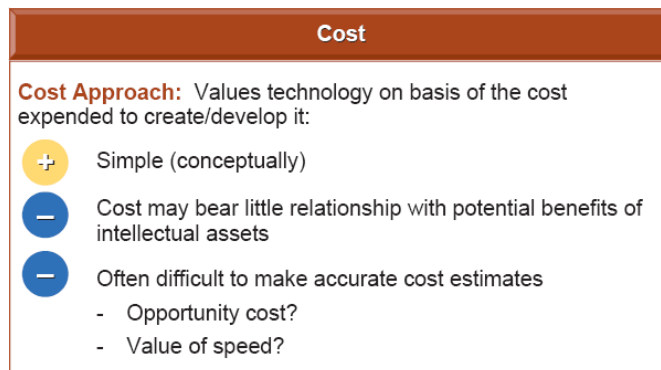 Cost
Cost Approach: Values technology on basis of the cost
expended to create/develop it:
+ Simple (conceptually)
– Cost may bear little relationship with potential benefits of
intellectual assets
– Often difficult to make accurate cost estimates
- Opportunity cost?
- Value of speed?